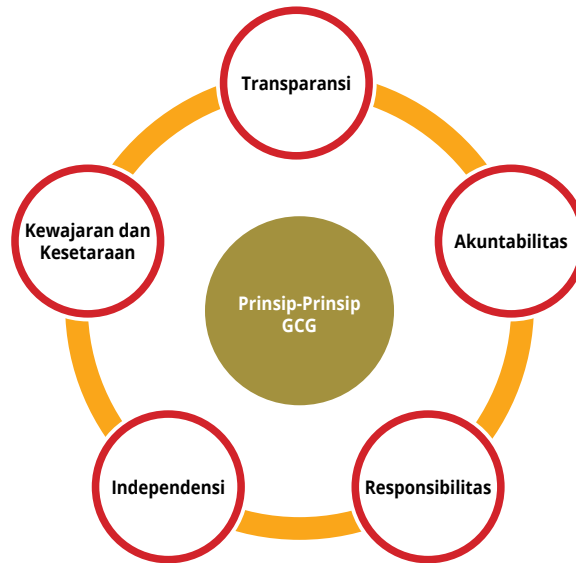 Transparansi
Akuntabilitas
Responsibilitas
Independensi
Kewajaran dan
Kesetaraan
Prinsip-Prinsip
GCG